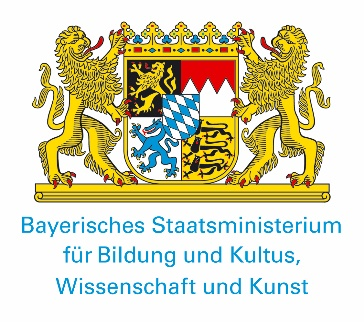 Bayerisches Staatsministerium
für Bildung und Kultus,
Wissenschaft und Kunst